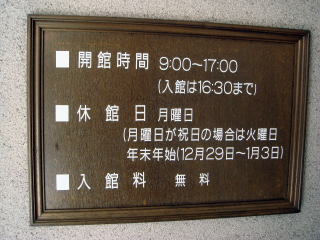 ■ 開館時間 9:00〜17:00
(入館は16:30まで)
■ 休館日 月曜日
(月曜日が祝日の場合は火曜日
年末年始(12月29日〜1月3日)
■ 入館料 無料